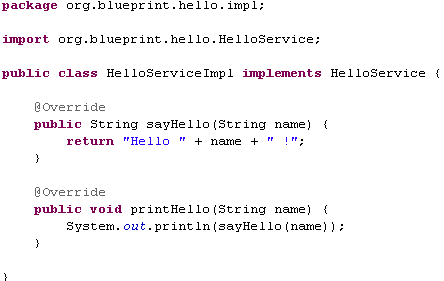 package org.blueprint.hello.impl;

import org.blueprint.hello.HelloService;

public class HelloServiceImpl implements HelloService {

    @Override
    public String sayHello(String name) {
        return "Hello " + name + " !";
    }

    @Override
    public void printHello(String name) {
        System.out.println(sayHello(name));
    }

}